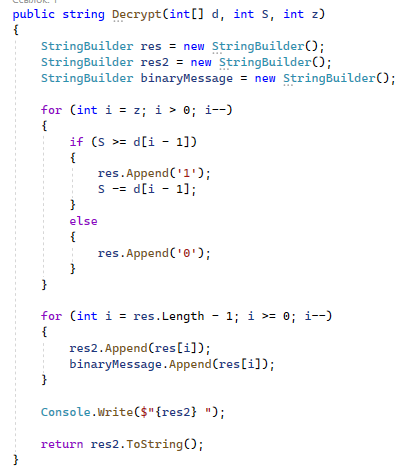 public string Decrypt(int[] d, int S, int z)
{
    StringBuilder res = new StringBuilder();
    StringBuilder res2 = new StringBuilder();
    StringBuilder binaryMessage = new StringBuilder();

    for (int i = z; i > 0; i--)
    {
        if (S >= d[i - 1])
        {
            res.Append('1');
            S -= d[i - 1];
        }
        else
        {
            res.Append('0');
        }
    }

    for (int i = res.Length - 1; i >= 0; i--)
    {
        res2.Append(res[i]);
        binaryMessage.Append(res[i]);
    }

    Console.Write($"{res2} ");

    return res2.ToString();
}